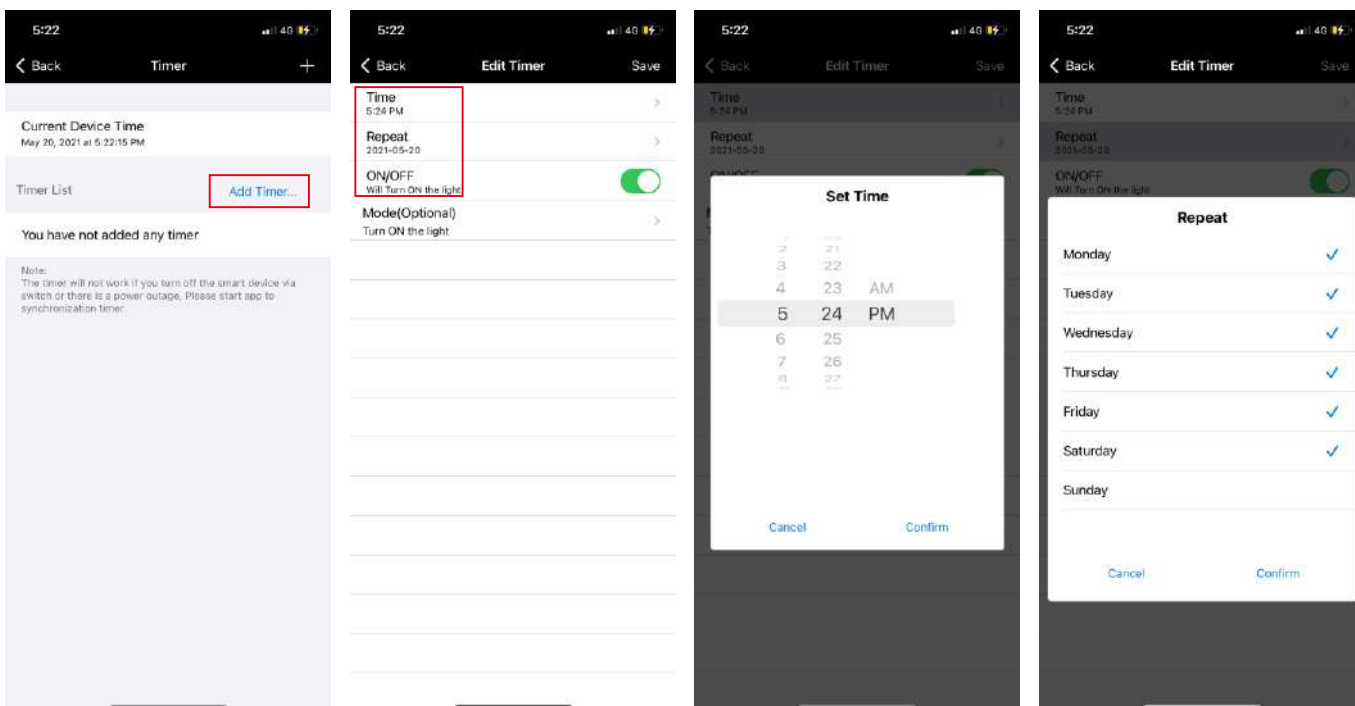 5:22
4G
Back
Timer
+
Current Device Time
May 20, 2021 at 5:22:15 PM
Timer List
Add Timer...
You have not added any timer
Note:
The timer will not work if you turn off the smart device via
switch or there is a power outage, Please start app to
synchronization timer
5:22
4G
Back
Edit Timer
Save
Time
5:24 PM
Repeat
2021-05-20
ON/OFF
Will Turn ON the light
Mode(Optional)
Turn ON the light
5:22
4G
Back
Edit Timer
Save
Time
5:24 PM
Repeat
2021-05-20
Set Time
2 21
3 22
4 23 AM
5 24 PM
6 25
7 26
8 27
Cancel
Confirm
5:22
4G
Back
Edit Timer
Save
Time
5:24 PM
Repeat
2021-05-20
ON/OFF
Will Turn ON the light
Repeat
Monday
Tuesday
Wednesday
Thursday
Friday
Saturday
Sunday
Cancel
Confirm